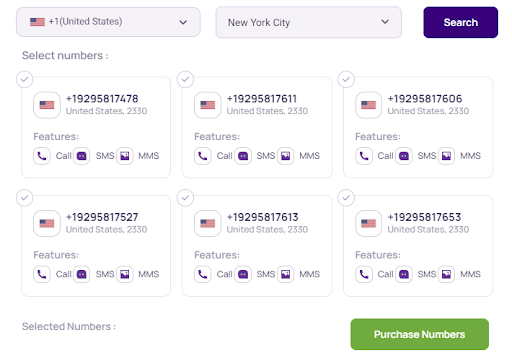 +1(United States) New York City Search
Select numbers :
+19295817478 +19295817611 +19295817606
United States, 2330 United States, 2330 United States, 2330
Features: Features: Features:
Call SMS MMS Call SMS MMS Call SMS MMS
+19295817527 +19295817613 +19295817653
United States, 2330 United States, 2330 United States, 2330
Features: Features: Features:
Call SMS MMS Call SMS MMS Call SMS MMS
Selected Numbers : Purchase Numbers